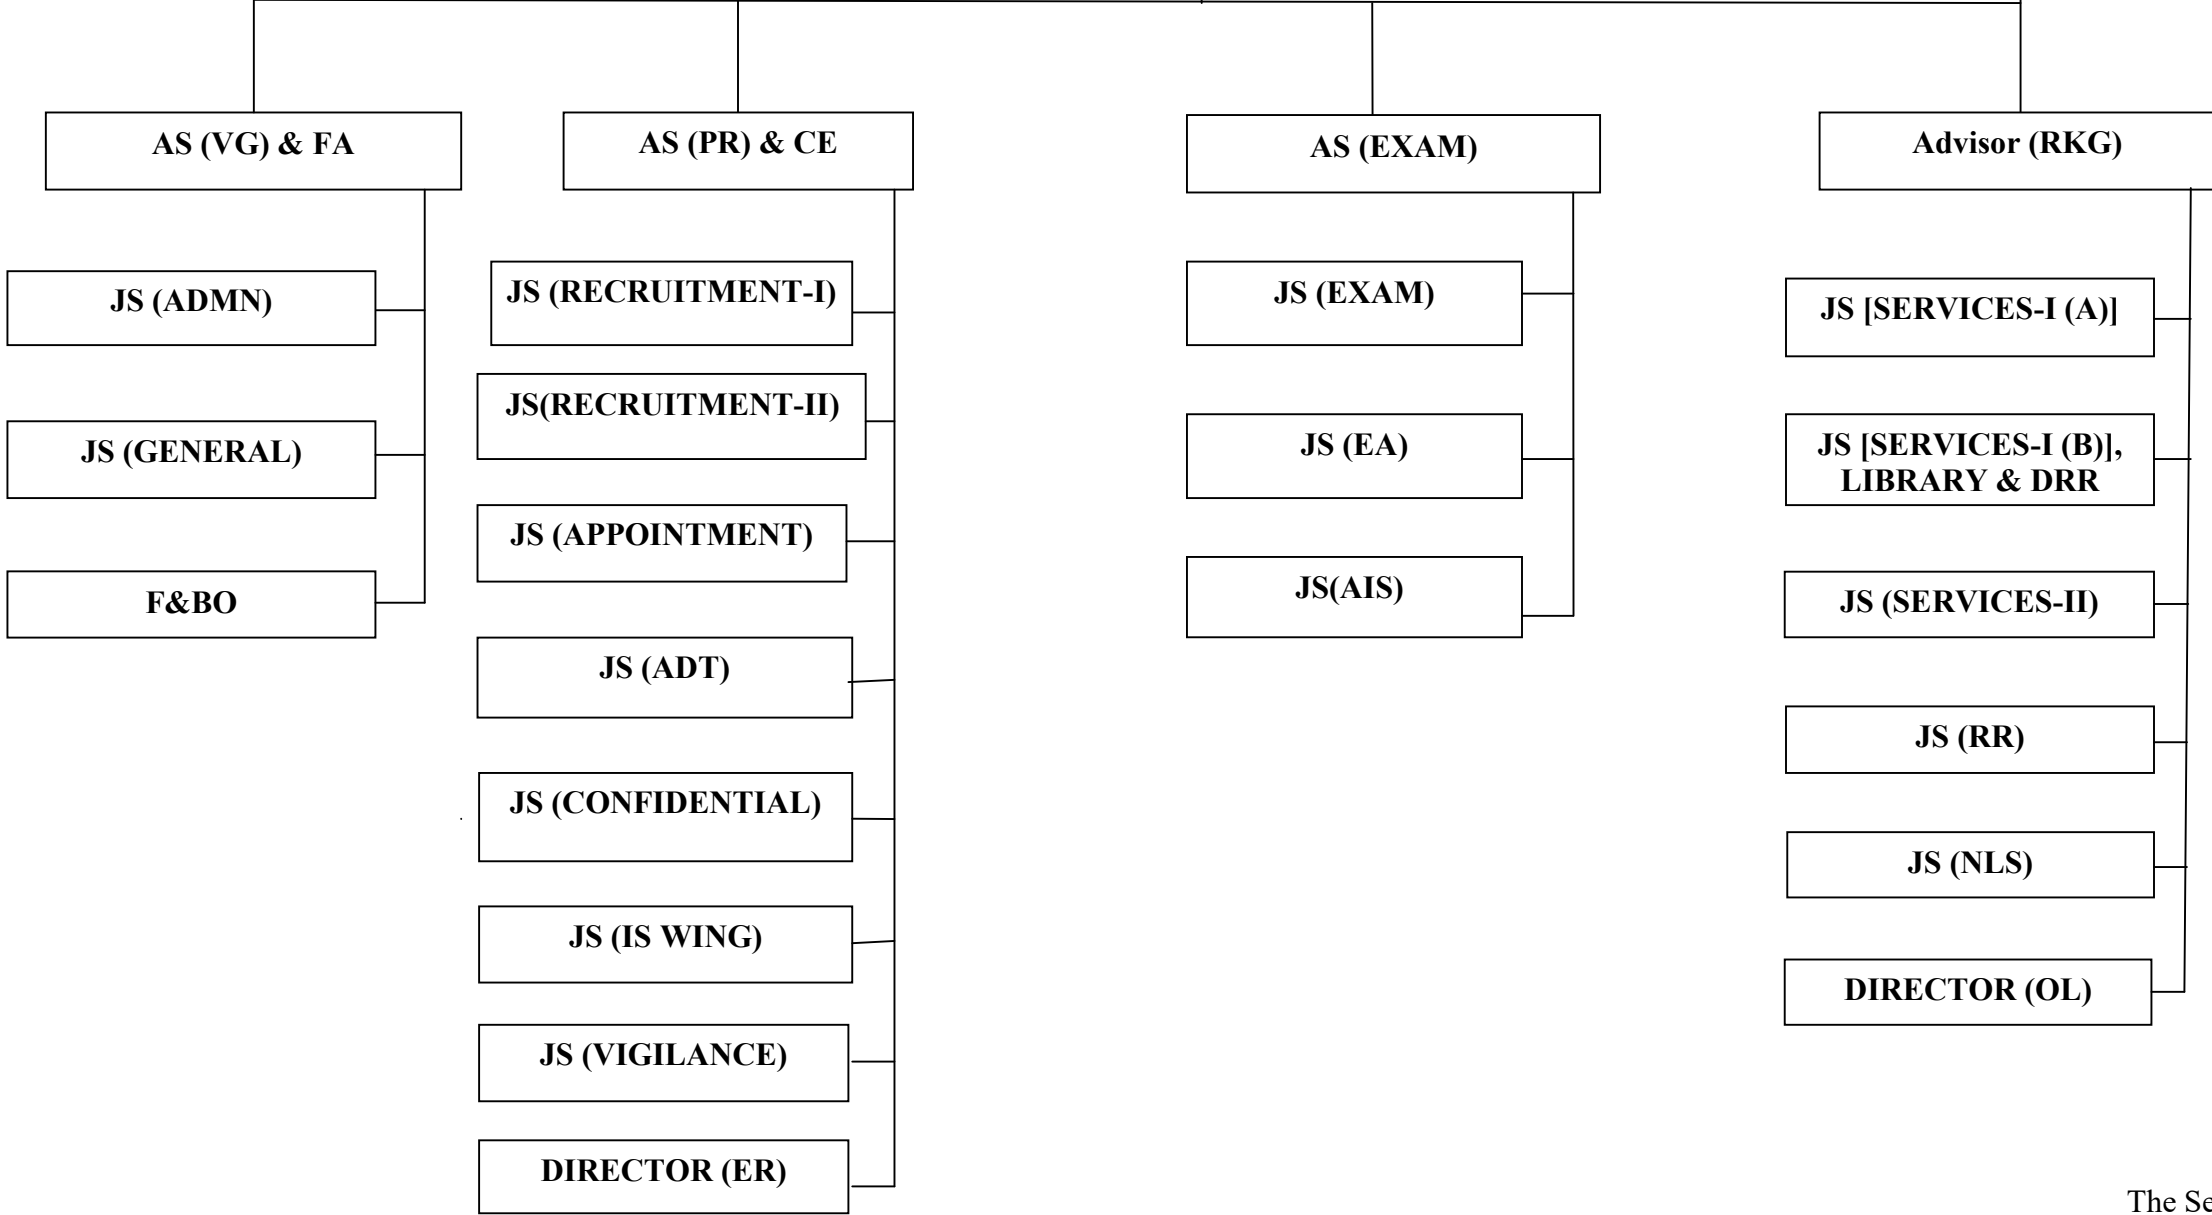 AS (VG) & FA
JS (ADMN)
JS (GENERAL)
F&BO
AS (PR) & CE
JS (RECRUITMENT-I)
JS(RECRUITMENT-II)
JS (APPOINTMENT)
JS (ADT)
JS (CONFIDENTIAL)
JS (IS WING)
JS (VIGILANCE)
DIRECTOR (ER)
AS (EXAM)
JS (EXAM)
JS (EA)
JS(AIS)
Advisor (RKG)
JS [SERVICES-I (A)]
JS [SERVICES-I (B)],
LIBRARY & DRR
JS (SERVICES-II)
JS (RR)
JS (NLS)
DIRECTOR (OL)
The